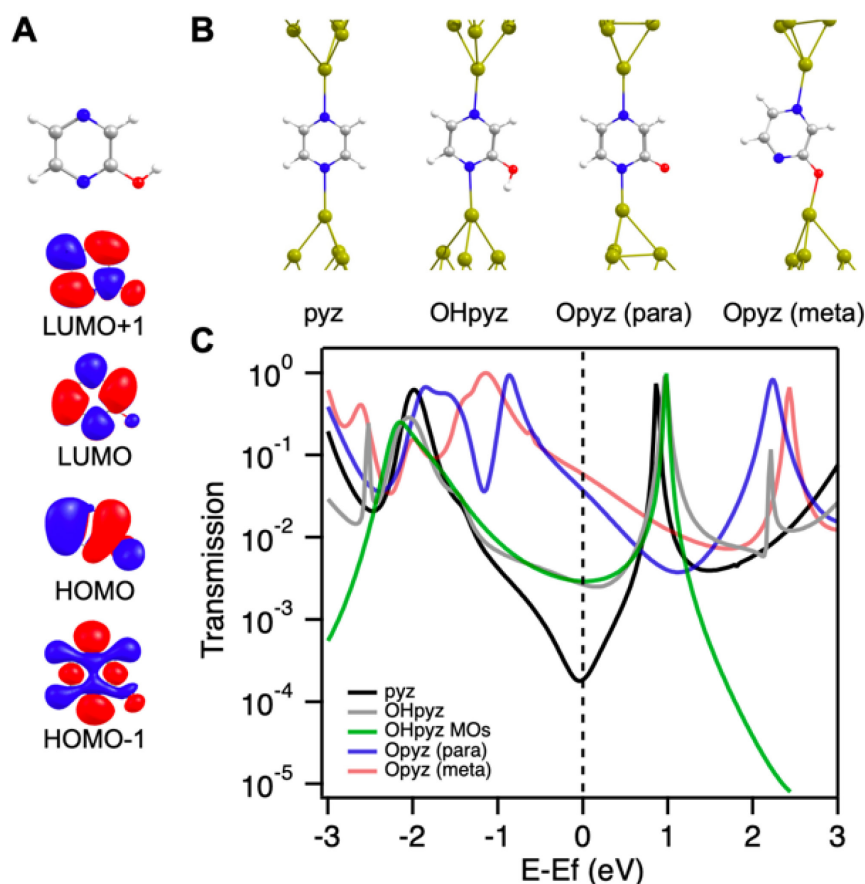 A
LUMO+1
LUMO
HOMO
HOMO-1
B
pyz OHpyz Opyz (para) Opyz (meta)
C
Transmission
10^0
10^-1
10^-2
10^-3
10^-4
10^-5
pyz
OHpyz
OHpyz MOs
Opyz (para)
Opyz (meta)
-3 -2 -1 0 1 2 3
E-Ef (eV)